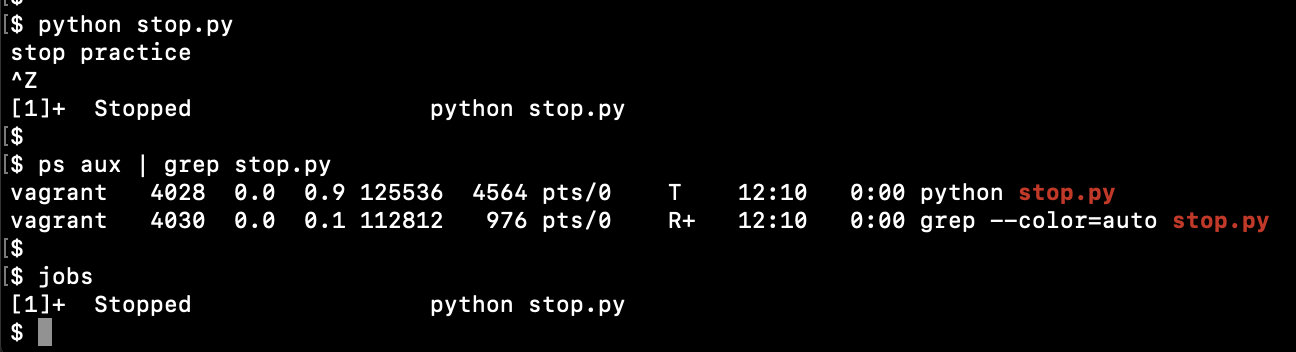 [$
[$ python stop.py
stop practice
^Z
[1]+  Stopped                 python stop.py
[$
[$ ps aux | grep stop.py
vagrant   4028  0.0  0.9 125536  4564 pts/0    T    12:10   0:00 python stop.py
vagrant   4030  0.0  0.1 112812   976 pts/0    R+   12:10   0:00 grep --color=auto stop.py
[$
[$ jobs
[1]+  Stopped                 python stop.py
$